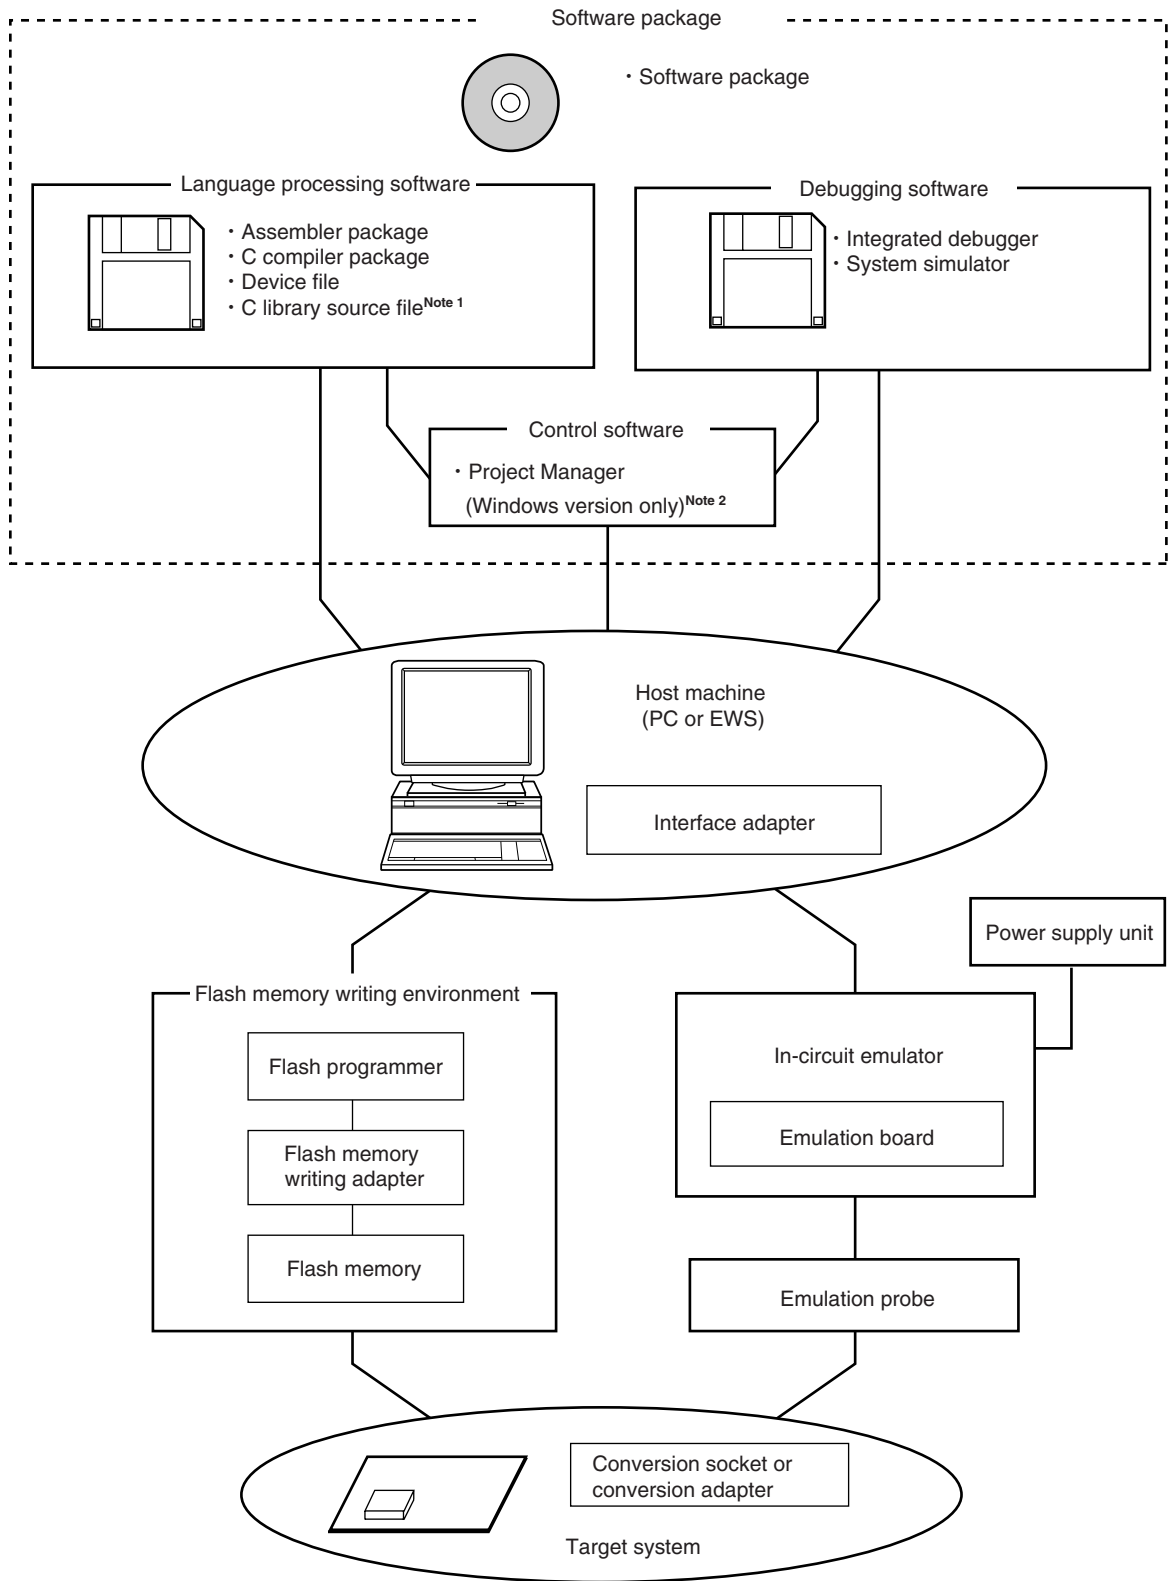 Software package
・Software package
Language processing software
・Assembler package
・C compiler package
・Device file
・C library source fileNote 1
Debugging software
・Integrated debugger
・System simulator
Control software
・Project Manager
(Windows version only)Note 2
Host machine
(PC or EWS)
Interface adapter
Power supply unit
Flash memory writing environment
Flash programmer
Flash memory
writing adapter
Flash memory
In-circuit emulator
Emulation board
Emulation probe
Conversion socket or
conversion adapter
Target system